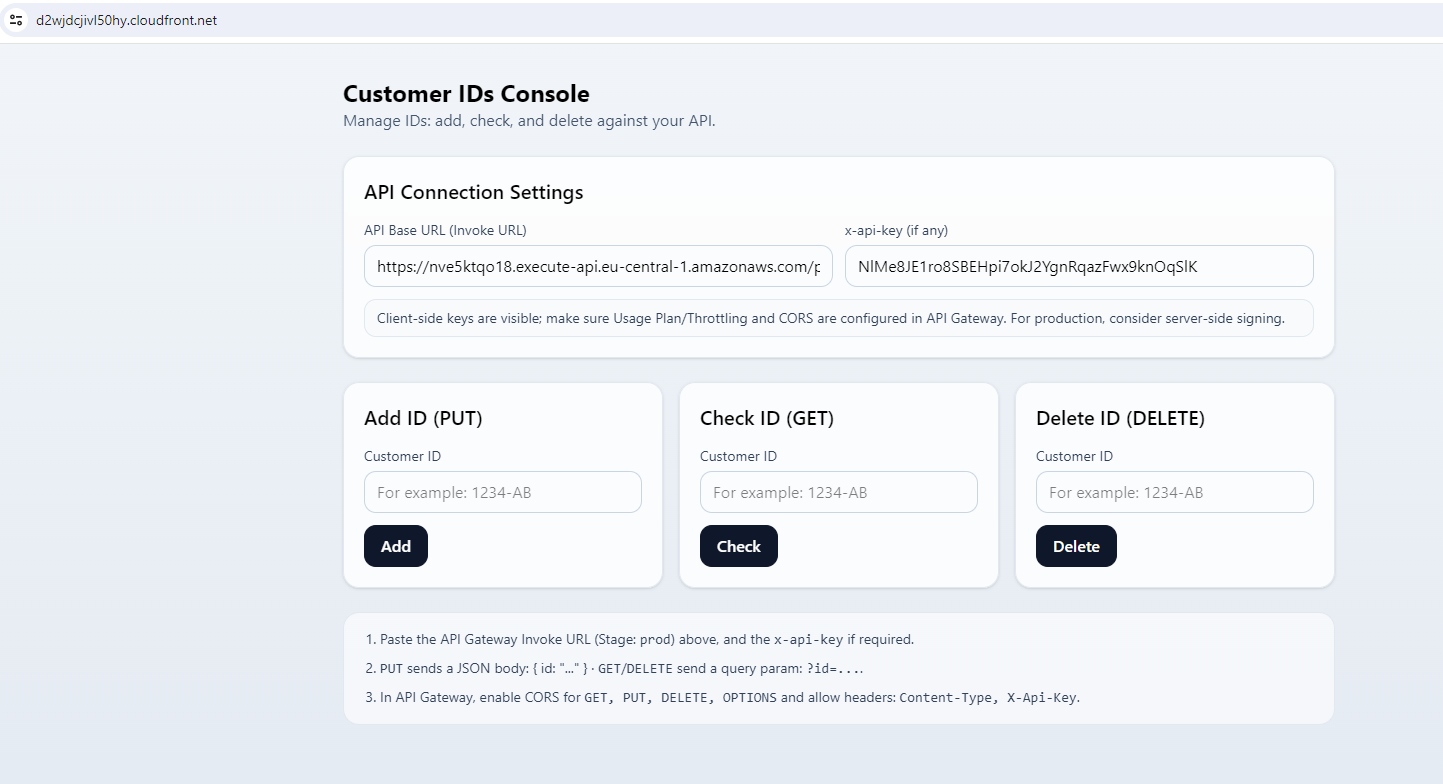 d2wjdcjivl50hy.cloudfront.net
Customer IDs Console
Manage IDs: add, check, and delete against your API.
API Connection Settings
API Base URL (Invoke URL)
x-api-key (if any)
https://nve5ktqo18.execute-api.eu-central-1.amazonaws.com/p
NlMe8JE1ro8SBEHpi7okJ2YgnRqazFwx9knOqSlK
Client-side keys are visible; make sure Usage Plan/Throttling and CORS are configured in API Gateway. For production, consider server-side signing.
Add ID (PUT)
Customer ID
For example: 1234-AB
Add
Check ID (GET)
Customer ID
For example: 1234-AB
Check
Delete ID (DELETE)
Customer ID
For example: 1234-AB
Delete
1. Paste the API Gateway Invoke URL (Stage: prod) above, and the x-api-key if required.
2. PUT sends a JSON body: { id: "..." } · GET/DELETE send a query param: ?id=....
3. In API Gateway, enable CORS for GET, PUT, DELETE, OPTIONS and allow headers: Content-Type, X-Api-Key.